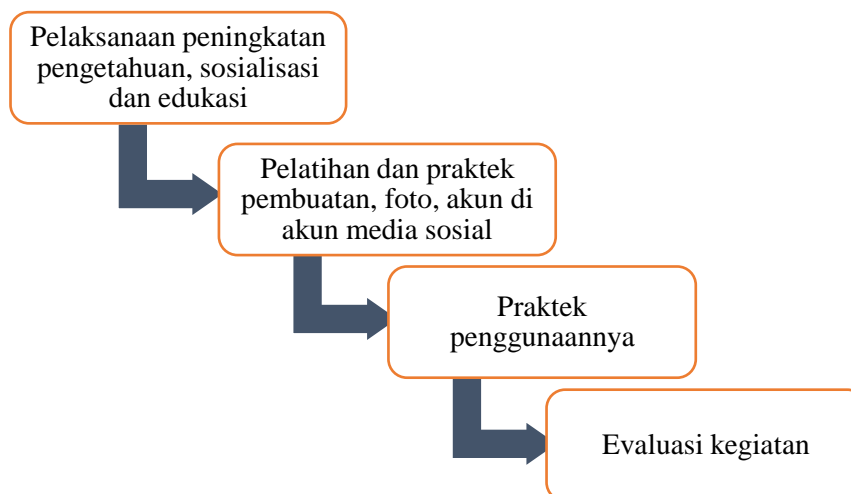 Pelaksanaan peningkatan
pengetahuan, sosialisasi
dan edukasi
Pelatihan dan praktek
pembuatan, foto, akun di
akun media sosial
Praktek
penggunaannya
Evaluasi kegiatan